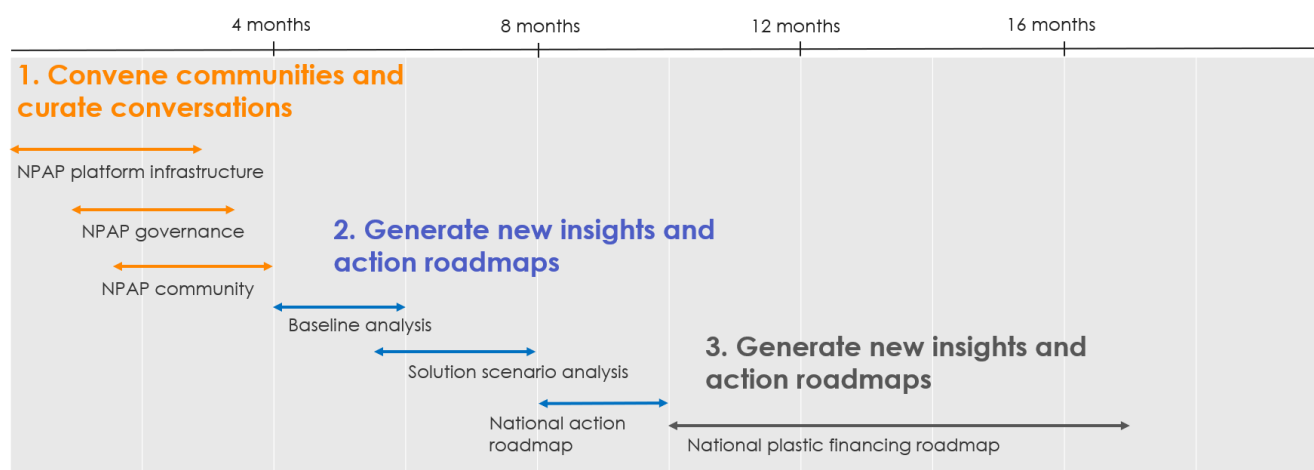 4 months
8 months
12 months
16 months
1. Convene communities and
curate conversations
NPAP platform infrastructure
NPAP governance
NPAP community
2. Generate new insights and
action roadmaps
Baseline analysis
Solution scenario analysis
National action
roadmap
3. Generate new insights and
action roadmaps
National plastic financing roadmap